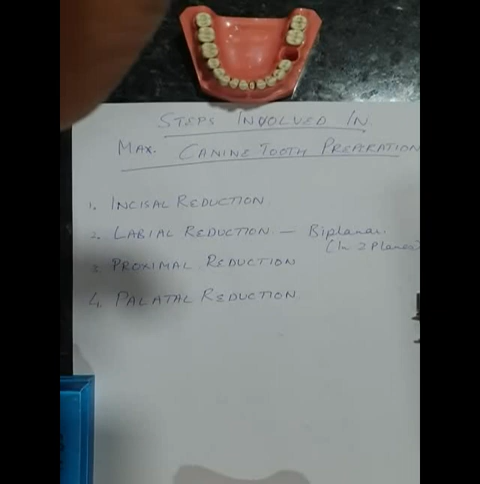 STEPS INVOLVED IN
MAX. CANINE TOOTH PREPERATION
1. INCISAL REDUCTION
2. LABIAL REDUCTION — Biplanar.
(In 2 Planes)
3. PROXIMAL REDUCTION
4. PALATAL REDUCTION